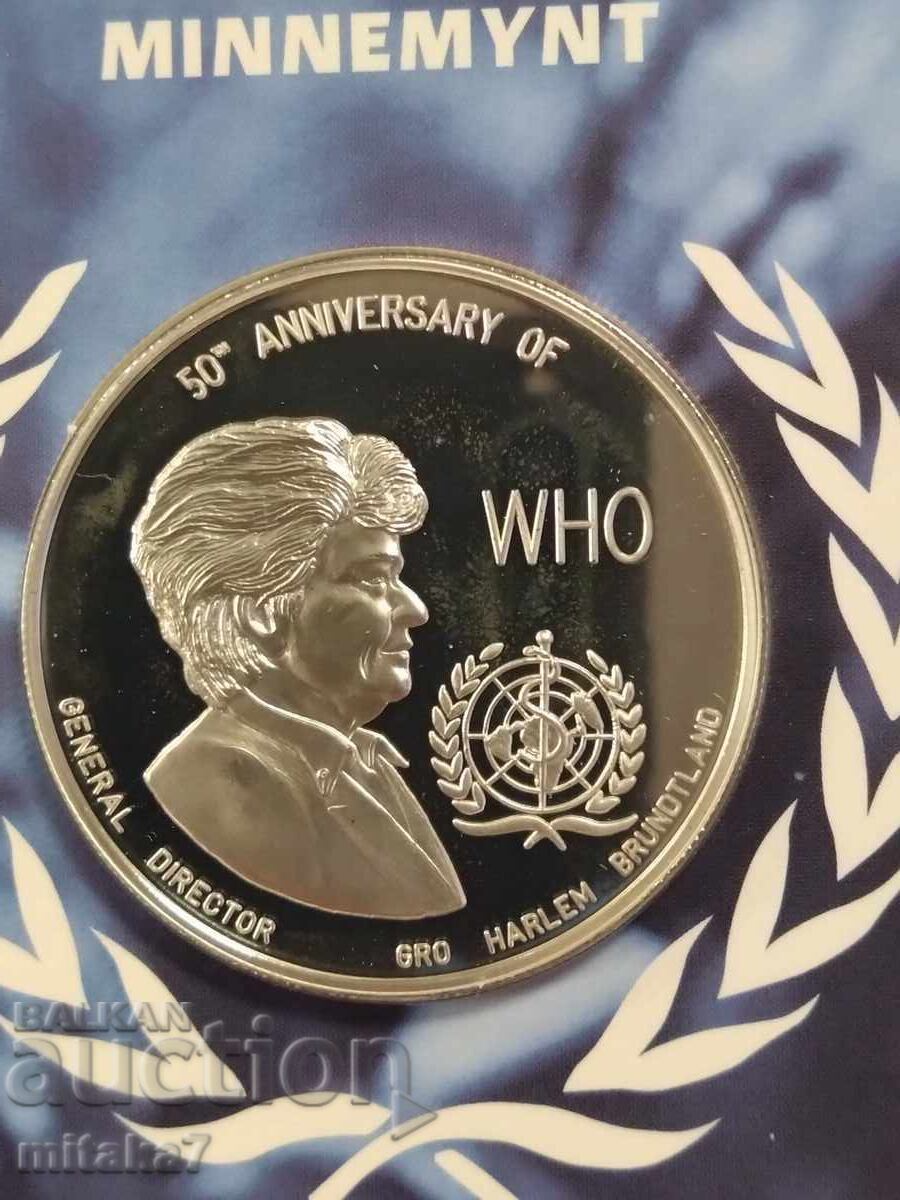 MINNEMYNT
50TH ANNIVERSARY OF
WHO
GENERAL DIRECTOR GRO HARLEM BRUNDTLAND
BALKAN
auction
mitaka7